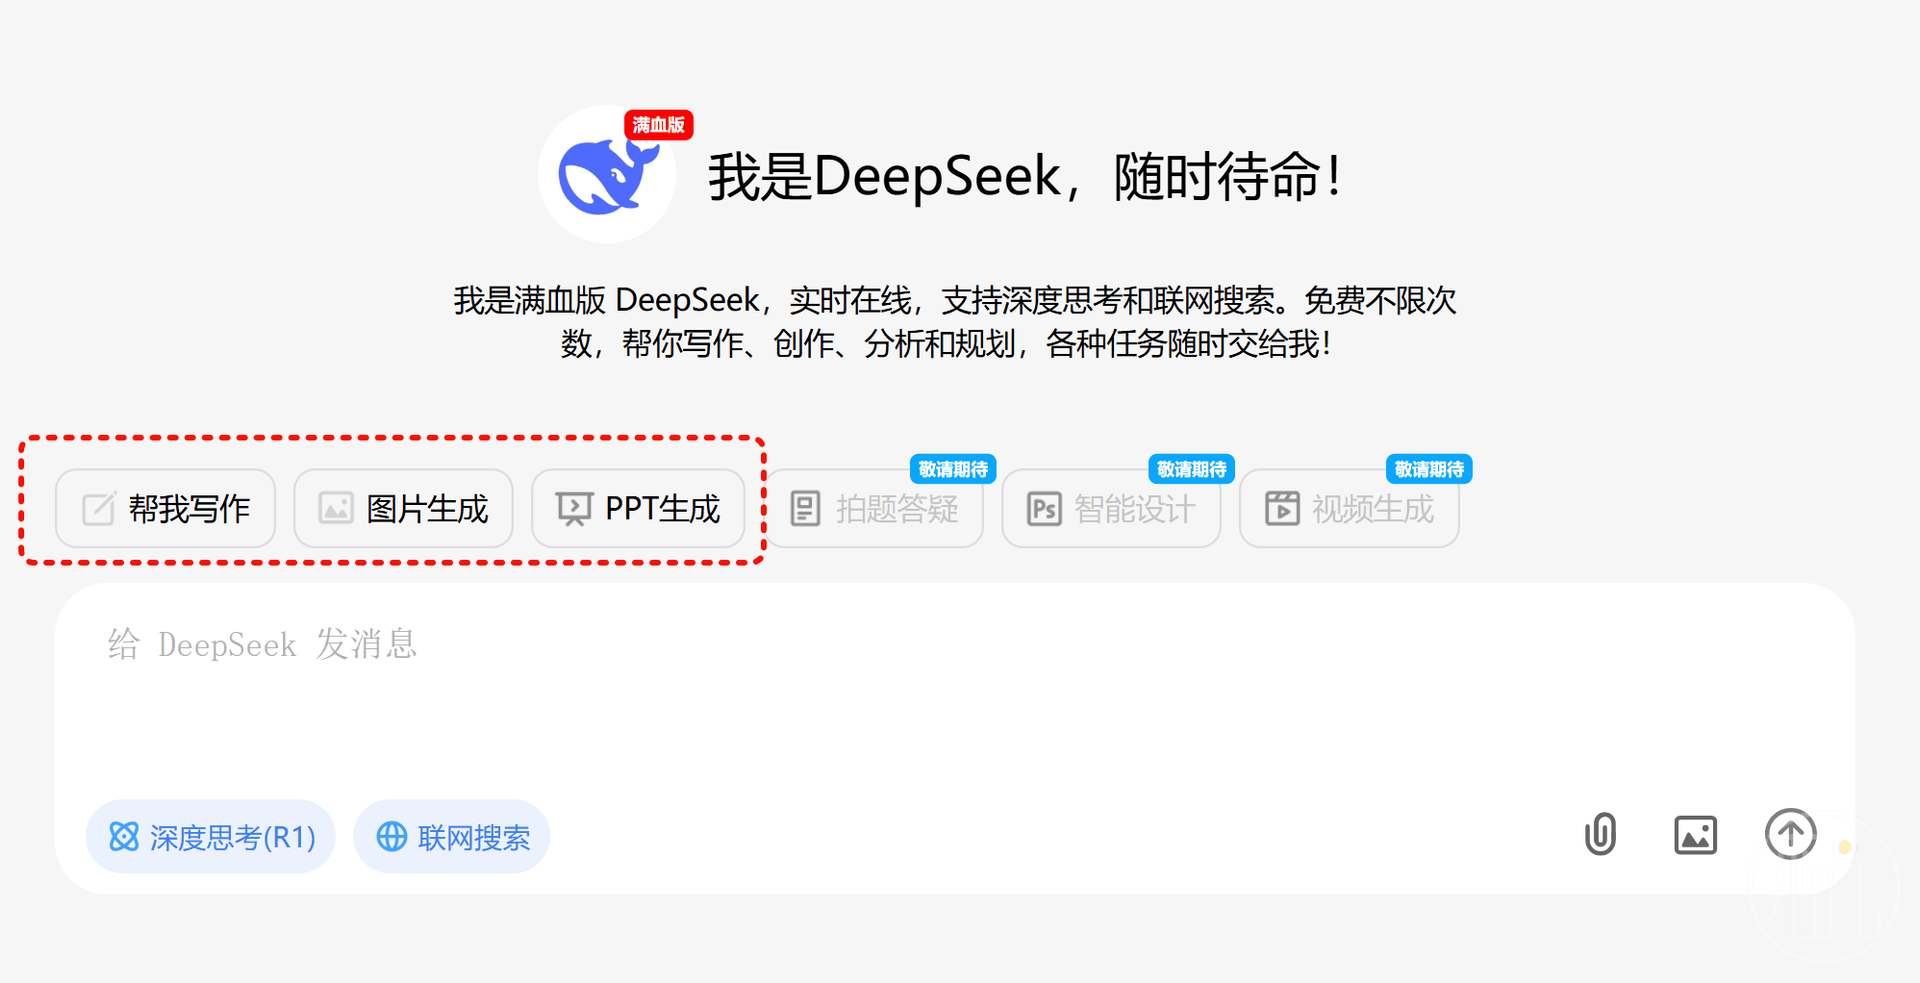 满血版
我是DeepSeek，随时待命！
我是满血版 DeepSeek，实时在线，支持深度思考和联网搜索。免费不限次
数，帮你写作、创作、分析和规划，各种任务随时交给我！
帮我写作
图片生成
PPT生成
敬请期待
拍题答疑
敬请期待
Ps 智能设计
敬请期待
视频生成
给 DeepSeek 发消息
深度思考(R1)
联网搜索